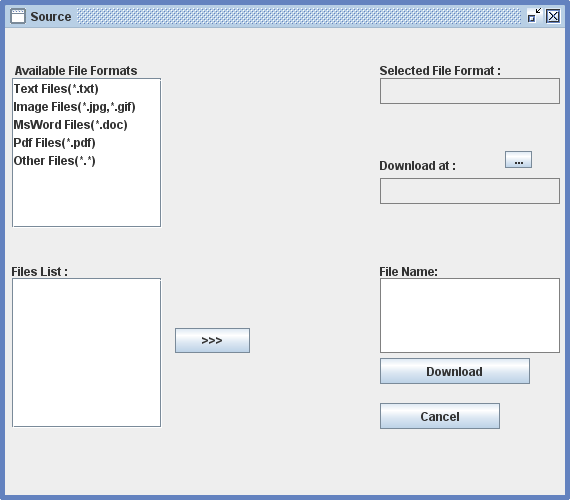 Source
Available File Formats
Text Files(*.txt)
Image Files(*.jpg,*.gif)
MsWord Files(*.doc)
Pdf Files(*.pdf)
Other Files(*.*)
Selected File Format :
Download at :
...
Files List :
>>>
File Name:
Download
Cancel